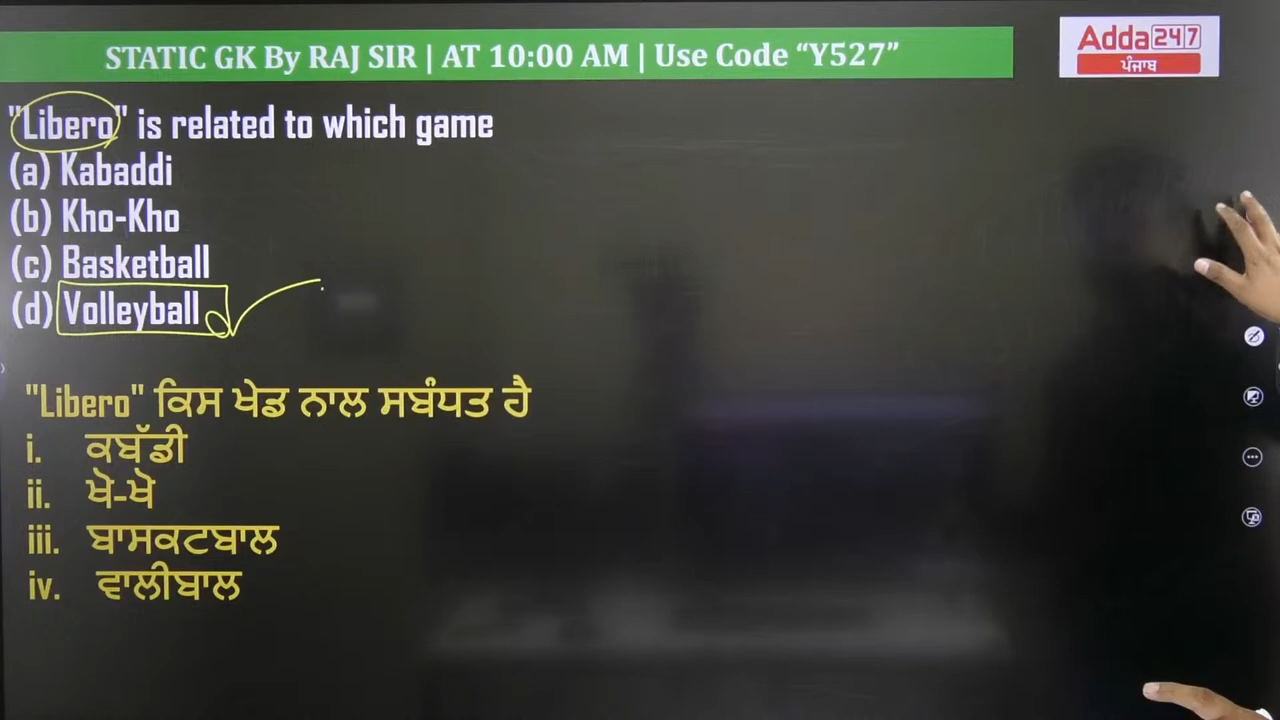 STATIC GK By RAJ SIR | AT 10:00 AM | Use Code “Y527”
Adda247
ਪੰਜਾਬ
"Libero" is related to which game
(a) Kabaddi
(b) Kho-Kho
(c) Basketball
(d) Volleyball
"Libero" ਕਿਸ ਖੇਡ ਨਾਲ ਸਬੰਧਤ ਹੈ
i. ਕਬੱਡੀ
ii. ਖੋ-ਖੋ
iii. ਬਾਸਕਟਬਾਲ
iv. ਵਾਲੀਬਾਲ